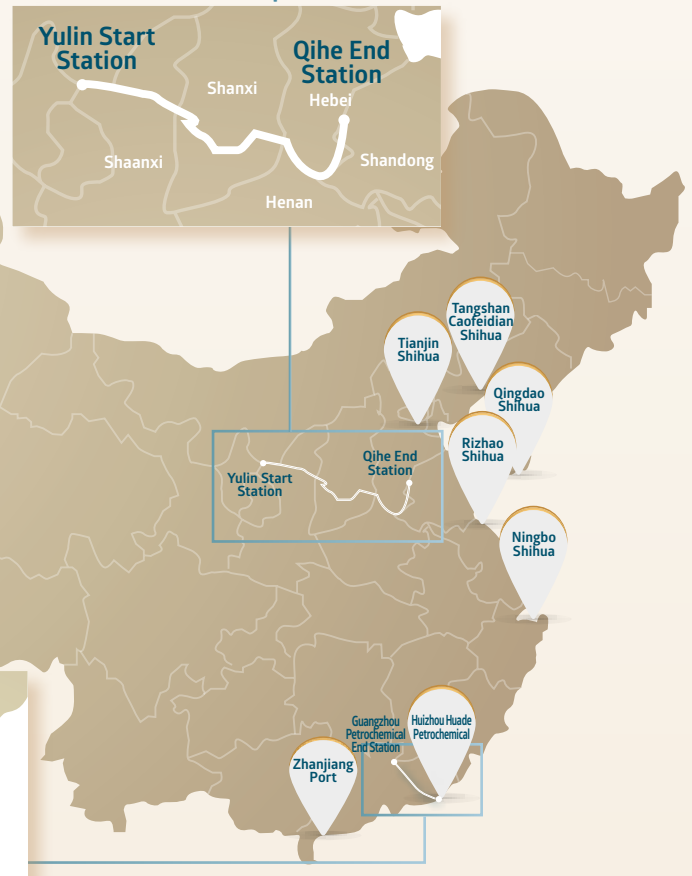 Yulin Start
Station
Qihe End
Station
Shanxi
Hebei
Shaanxi
Shandong
Henan
Tangshan
Caofeidian
Shihua
Tianjin
Shihua
Qingdao
Shihua
Rizhao
Shihua
Qihe End
Station
Yulin Start
Station
Ningbo
Shihua
Guangzhou
Petrochemical
End Station
Huizhou Huade
Petrochemical
Zhanjiang
Port